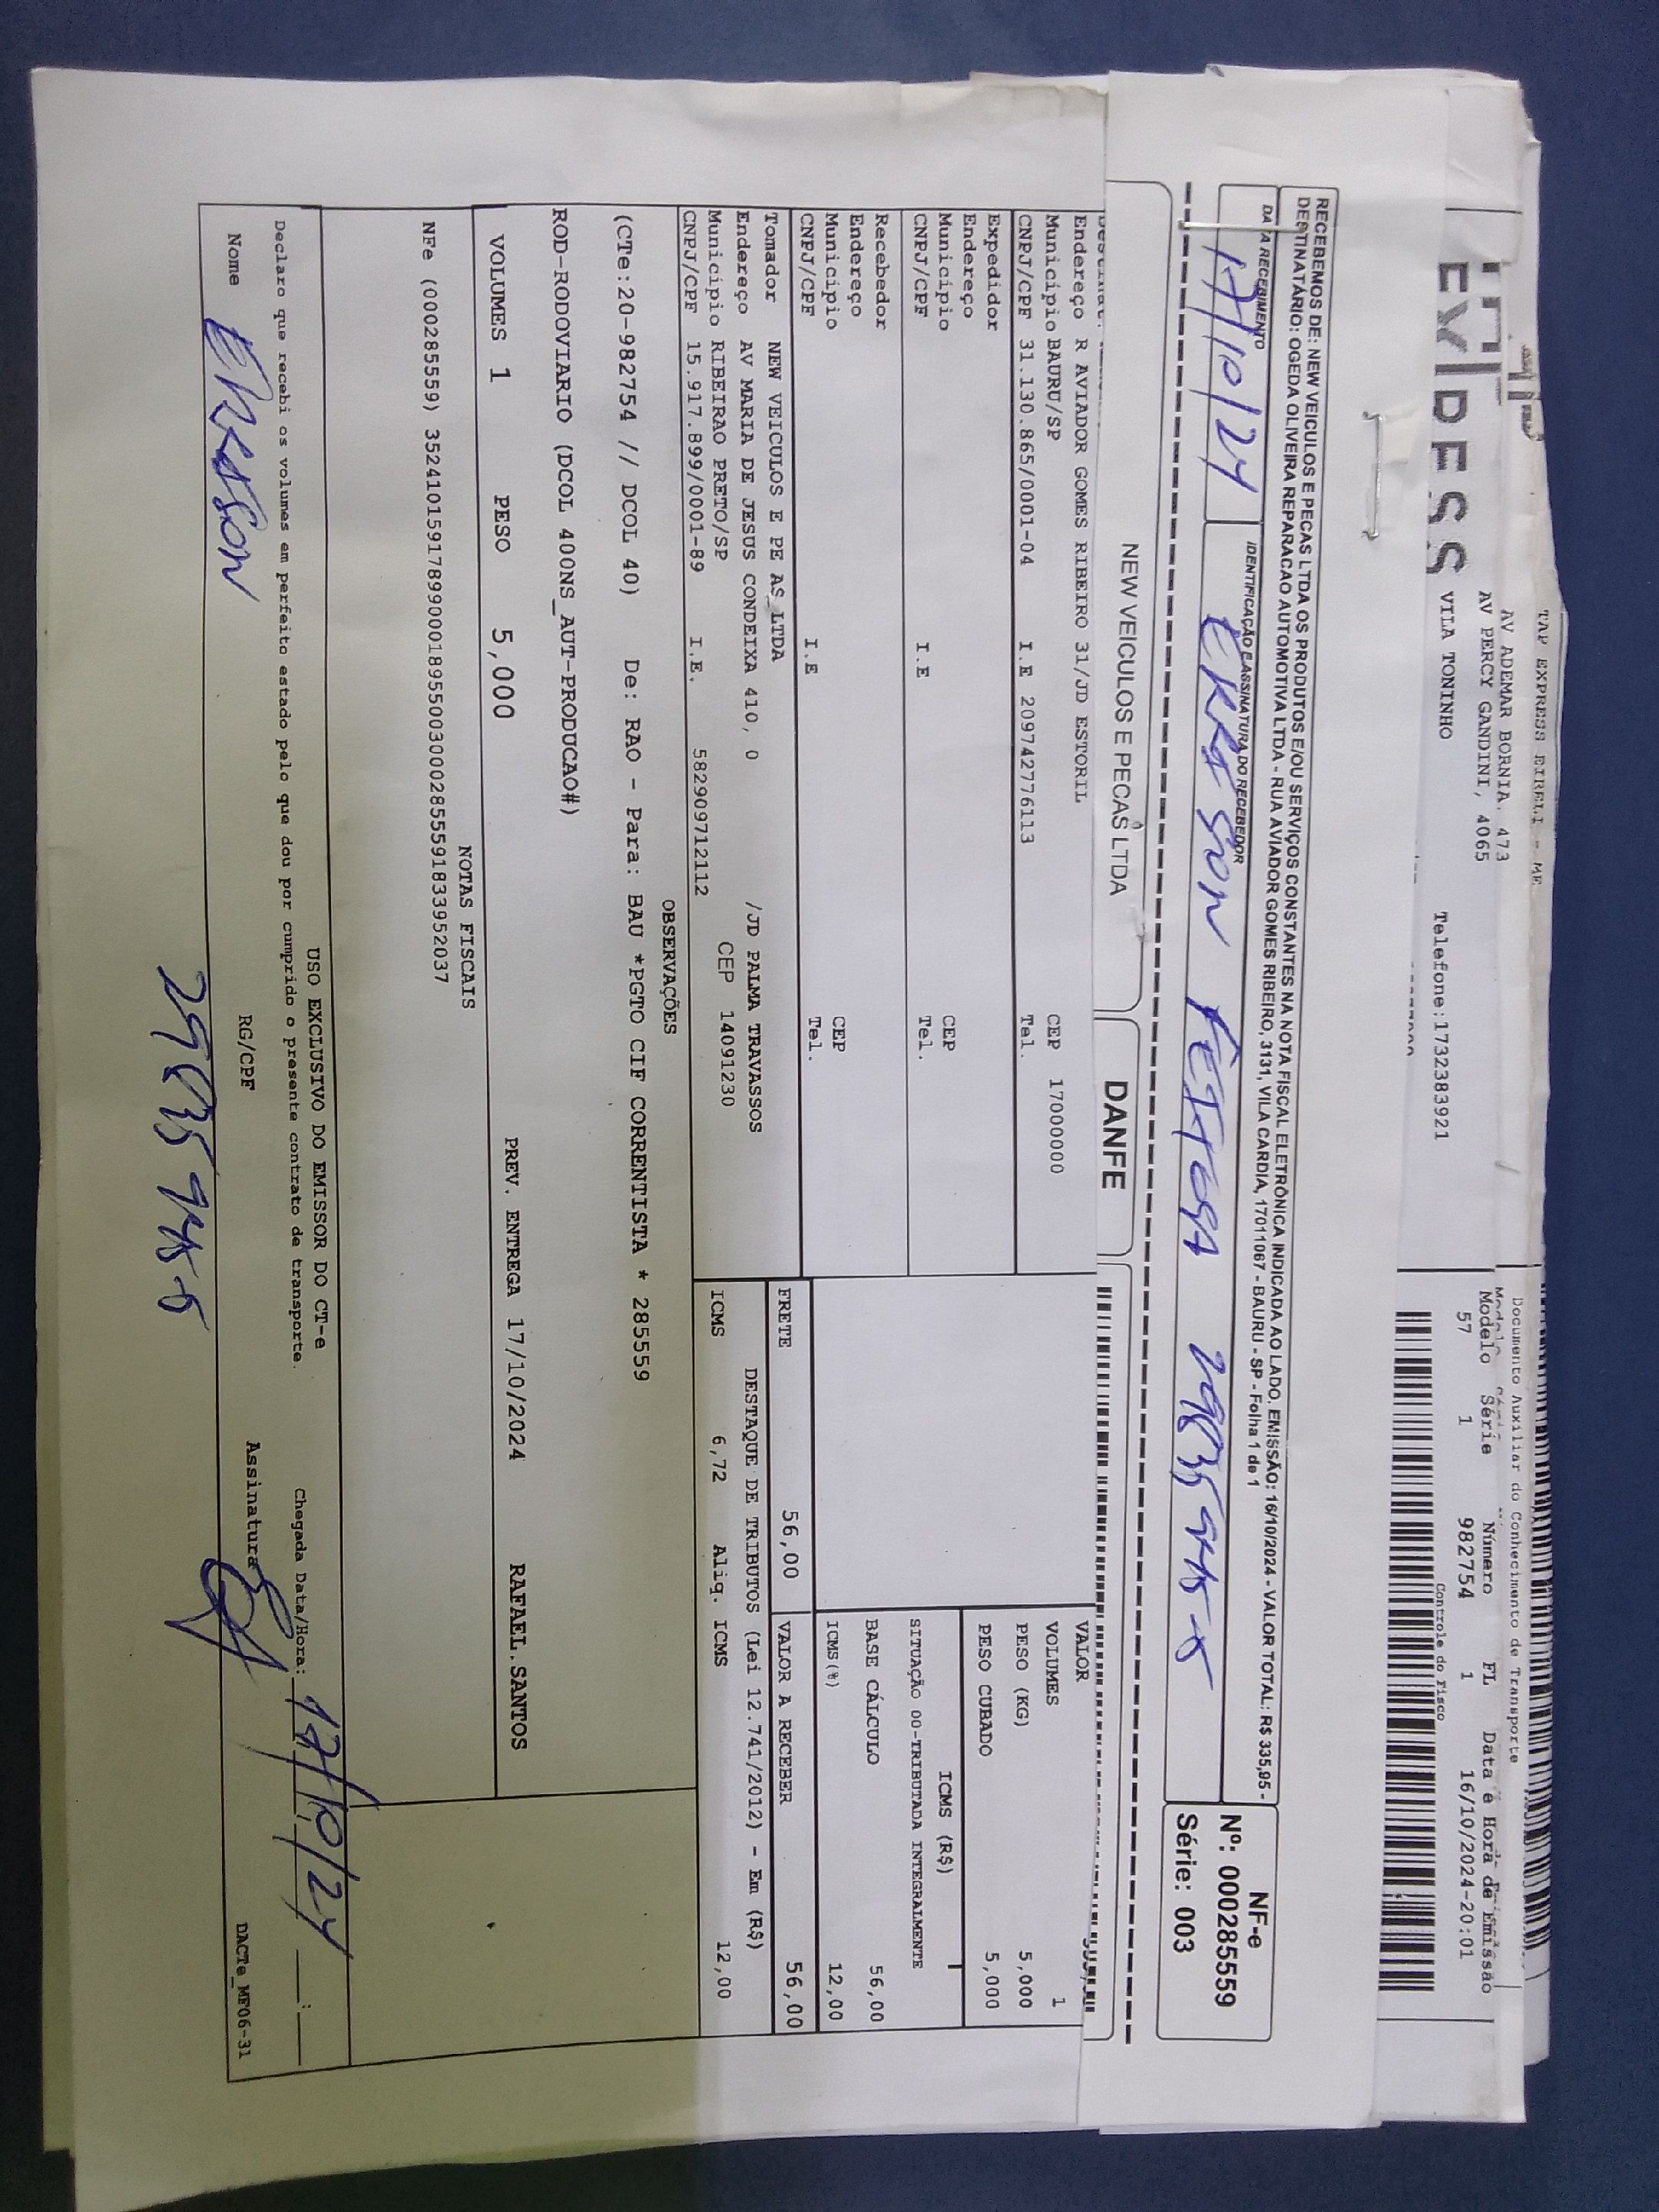 TAP EXPRESS EIRELI - ME
AV ADEMAR BORNIA, 473
AV PERCY GANDINI, 4065
VILA TONINHO
Telefone:1732383921
Documento Auxiliar do Conhecimento de Transporte
Modelo Série Número FL Data e Hora de Emissão
57 1 982754 1 16/10/2024-20:01
Controle do Fisco
RECEBEMOS DE: NEW VEICULOS E PECAS LTDA OS PRODUTOS E/OU SERVIÇOS CONSTANTES NA NOTA FISCAL ELETRÔNICA INDICADA AO LADO. EMISSÃO: 16/10/2024 - VALOR TOTAL: R$ 335,95 -
DESTINATÁRIO: OGEDA OLIVEIRA REPARACAO AUTOMOTIVA LTDA - RUA AVIADOR GOMES RIBEIRO, 3131, VILA CARDIA, 17011067 - BAURU - SP - Folha 1 de 1
DATA RECEBIMENTO
IDENTIFICAÇÃO E ASSINATURA DO RECEBEDOR
17/10/24
NF-e
Nº: 000285559
Série: 003
NEW VEICULOS E PECAS LTDA
DANFE
Endereço R AVIADOR GOMES RIBEIRO 31/JD ESTORIL
Municipio BAURU/SP CEP 17000000
CNPJ/CPF 31.130.865/0001-04 I.E 209742776113 Tel.
Expedidor
Endereço
Municipio CEP
CNPJ/CPF I.E Tel.
Recebedor
Endereço
Municipio CEP
CNPJ/CPF I.E Tel.
VALOR
VOLUMES 1
PESO (KG) 5,000
PESO CUBADO 5,000
ICMS (R$)
SITUAÇÃO 00-TRIBUTADA INTEGRALMENTE
BASE CÁLCULO 56,00
ICMS(%) 12,00
Tomador NEW VEICULOS E PE AS LTDA
Endereço AV MARIA DE JESUS CONDEIXA 410, 0 /JD PALMA TRAVASSOS
Municipio RIBEIRAO PRETO/SP CEP 14091230
CNPJ/CPF 15.917.899/0001-89 I.E. 582909712112
FRETE 56,00 VALOR A RECEBER 56,00
DESTAQUE DE TRIBUTOS (Lei 12.741/2012) - Em (R$)
ICMS 6,72 Aliq. ICMS 12,00
OBSERVAÇÕES
(CTe:20-982754 // DCOL 40) De: RAO - Para: BAU *PGTO CIF CORRENTISTA * 285559
ROD-RODOVIARIO (DCOL 400NS_AUT-PRODUCAO#)
VOLUMES 1 PESO 5,000 PREV. ENTREGA 17/10/2024 RAFAEL.SANTOS
NOTAS FISCAIS
NFe (000285559) 35241015917899000189550030002855591833952037
USO EXCLUSIVO DO EMISSOR DO CT-e
Declaro que recebi os volumes em perfeito estado pelo que dou por cumprido o presente contrato de transporte.
Chegada Data/Hora: 17/10/24
Nome RG/CPF Assinatura
DACTe_MF06-31